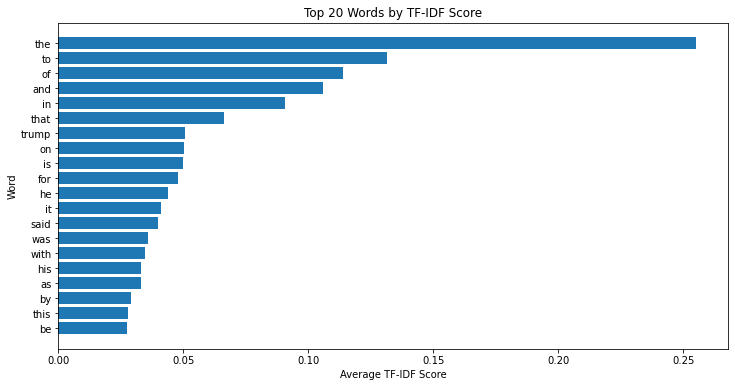 Top 20 Words by TF-IDF Score
Word
the
to
of
and
in
that
trump
on
is
for
he
it
said
was
with
his
as
by
this
be
0.00 0.05 0.10 0.15 0.20 0.25
Average TF-IDF Score